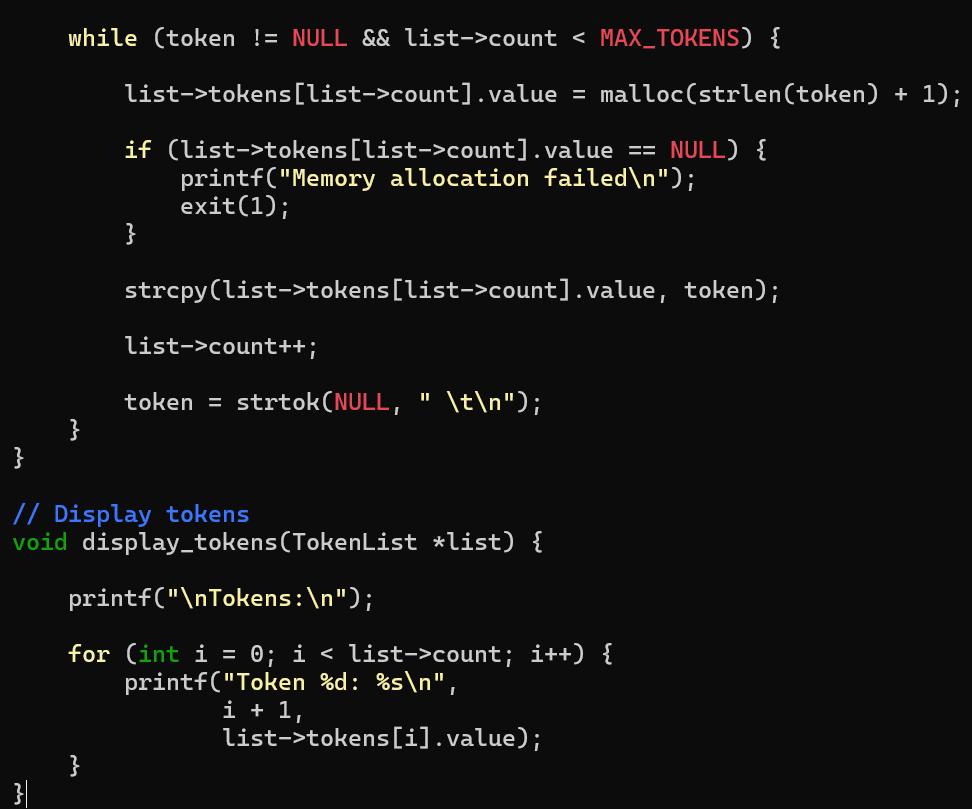 while (token != NULL && list->count < MAX_TOKENS) {
list->tokens[list->count].value = malloc(strlen(token) + 1);
if (list->tokens[list->count].value == NULL) {
printf("Memory allocation failed\n");
exit(1);
}
strcpy(list->tokens[list->count].value, token);
list->count++;
token = strtok(NULL, " \t\n");
}
}
// Display tokens
void display_tokens(TokenList *list) {
printf("\nTokens:\n");
for (int i = 0; i < list->count; i++) {
printf("Token %d: %s\n",
i + 1,
list->tokens[i].value);
}
}